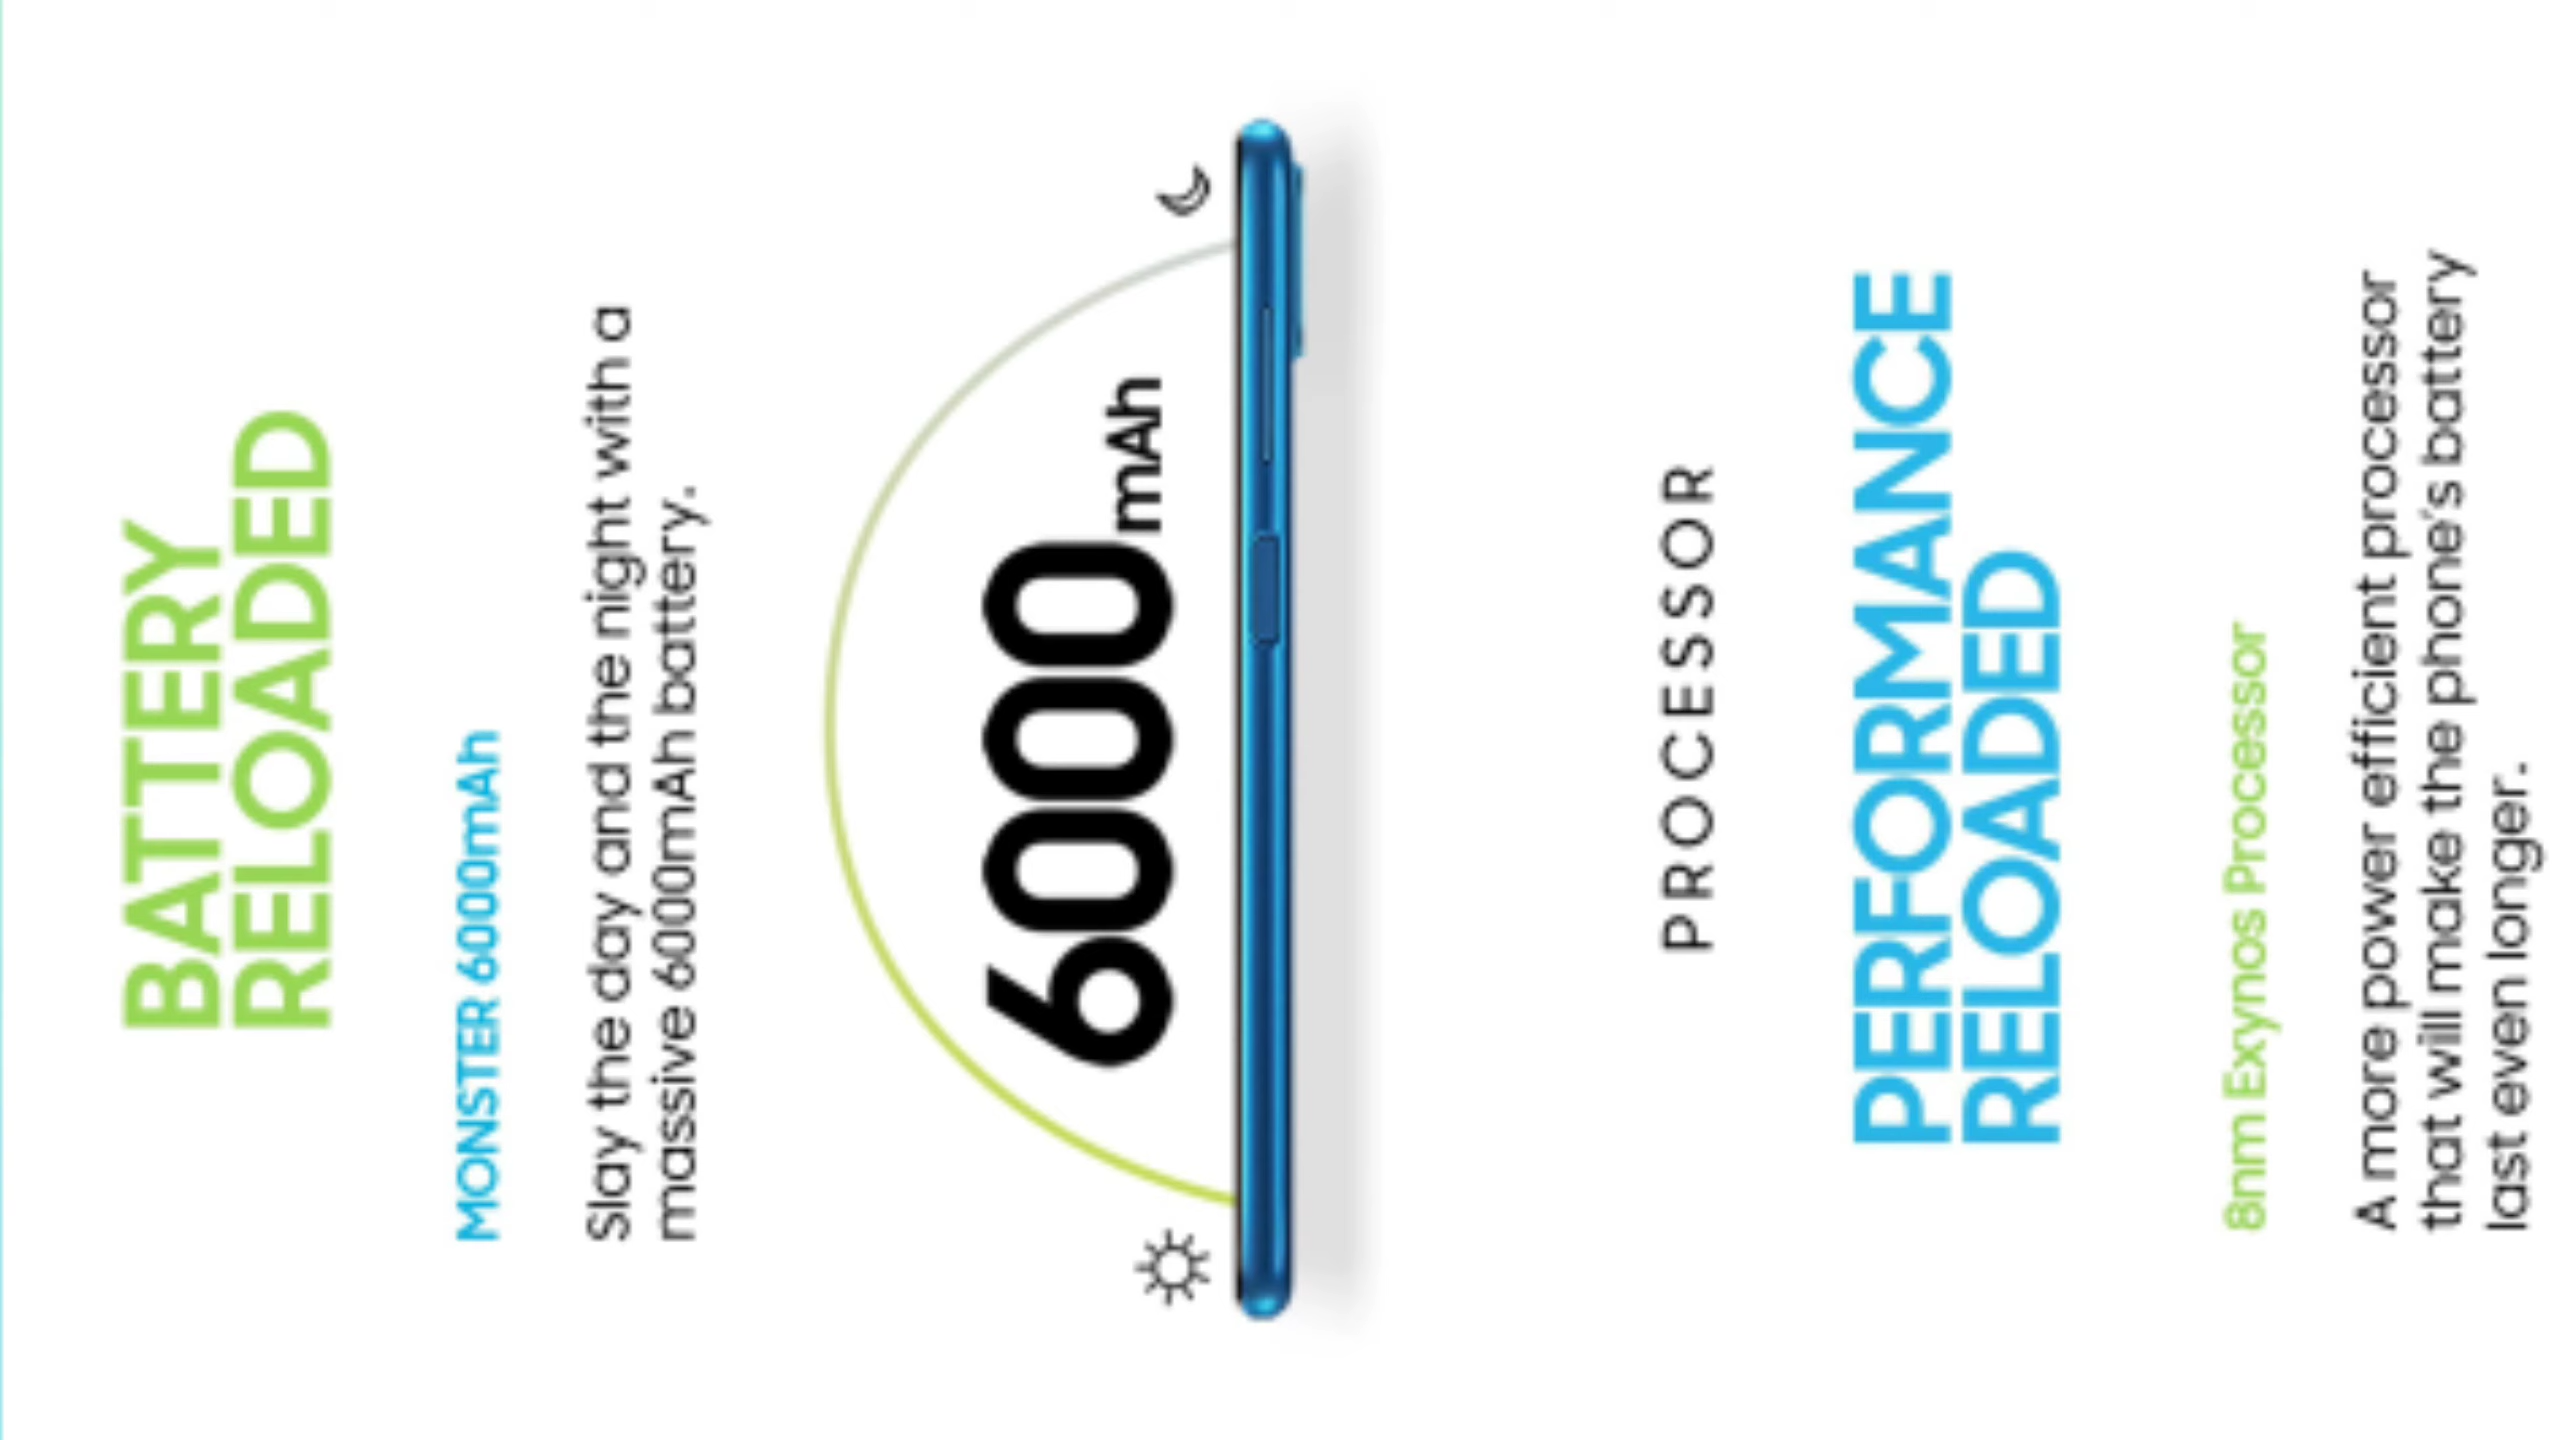 BATTERY
RELOADED
MONSTER 6000mAh
Slay the day and the night with a
massive 6000mAh battery.
6000mAh
PROCESSOR
PERFORMANCE
RELOADED
8nm Exynos Processor
A more power efficient processor
that will make the phone's battery
last even longer.